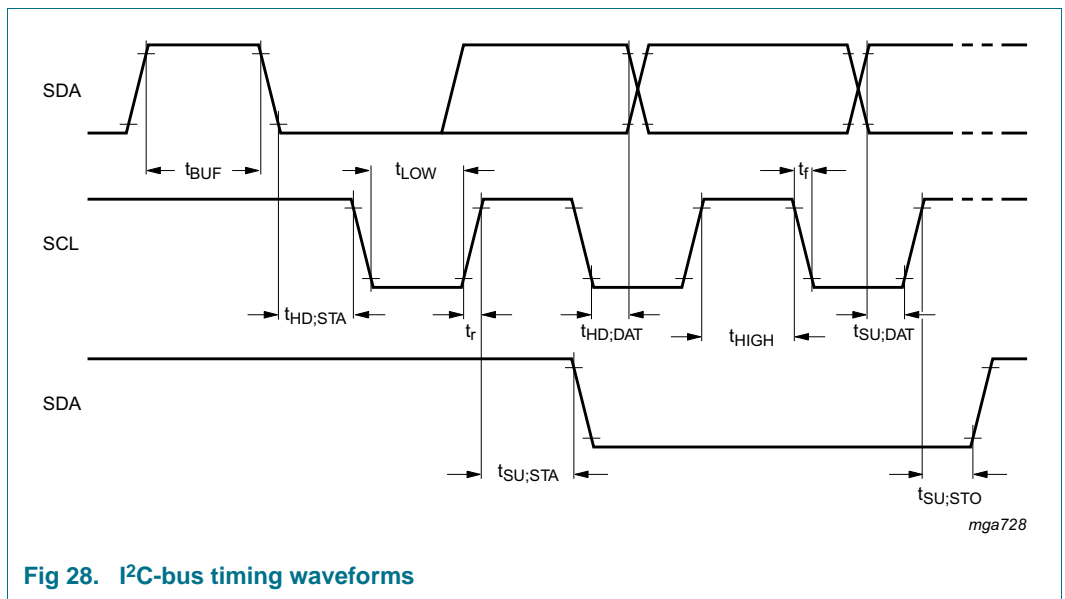 SDA
tBUF
tLOW
tf
SCL
tHD;STA
tr
tHD;DAT
tHIGH
tSU;DAT
SDA
tSU;STA
tSU;STO
mga728
Fig 28. I²C-bus timing waveforms